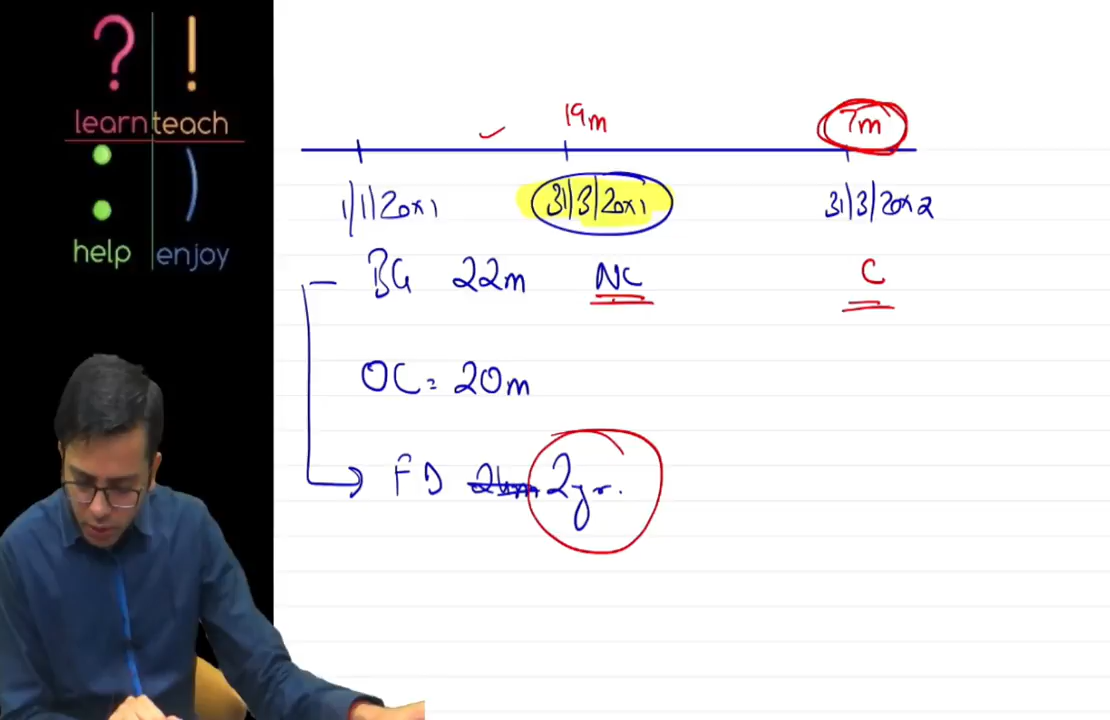 ? !
learn teach
: )
help enjoy
19m 7m
1/1/20x1 31/3/20x1 31/3/20x2
BG 22m NC C
OC = 20m
FD 2yr.